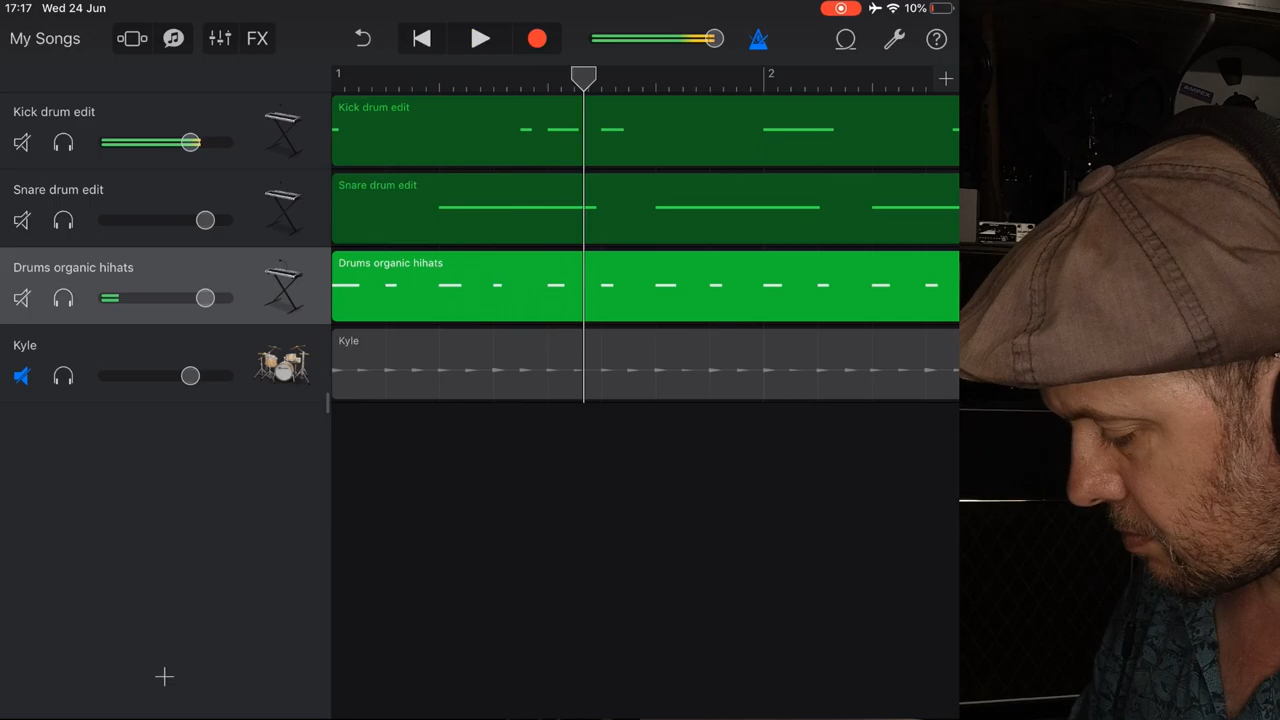 17:17 Wed 24 Jun
10%
My Songs
FX
1
2
Kick drum edit
Kick drum edit
Snare drum edit
Snare drum edit
Drums organic hihats
Drums organic hihats
Kyle
Kyle
AMPEX